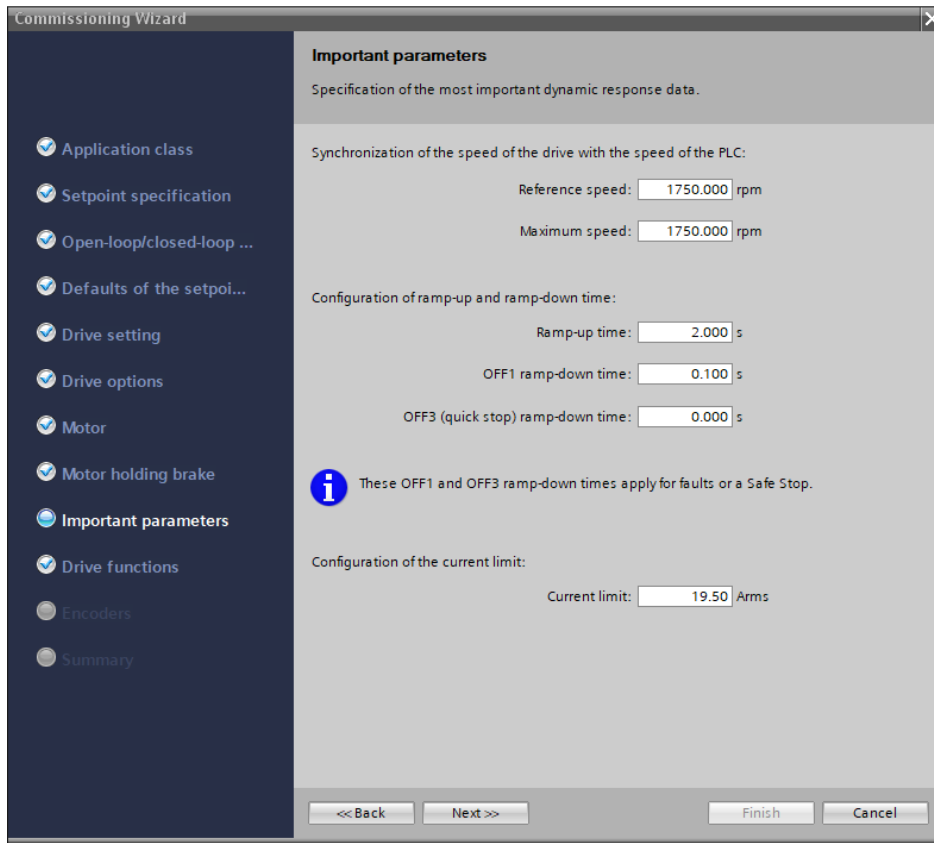 Commissioning Wizard
Important parameters
Specification of the most important dynamic response data.
Application class
Setpoint specification
Open-loop/closed-loop ...
Defaults of the setpoi...
Drive setting
Drive options
Motor
Motor holding brake
Important parameters
Drive functions
Encoders
Summary
Synchronization of the speed of the drive with the speed of the PLC:
Reference speed: 1750.000 rpm
Maximum speed: 1750.000 rpm
Configuration of ramp-up and ramp-down time:
Ramp-up time: 2.000 s
OFF1 ramp-down time: 0.100 s
OFF3 (quick stop) ramp-down time: 0.000 s
These OFF1 and OFF3 ramp-down times apply for faults or a Safe Stop.
Configuration of the current limit:
Current limit: 19.50 Arms
<< Back Next >> Finish Cancel